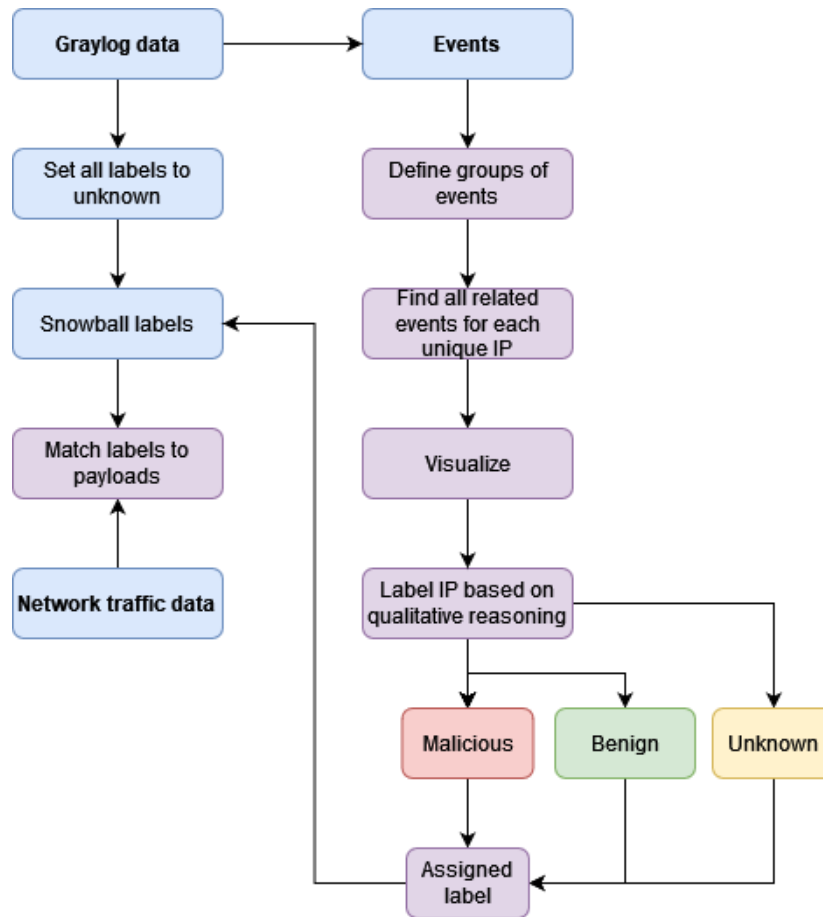 Graylog data
Events
Set all labels to
unknown
Define groups of
events
Snowball labels
Find all related
events for each
unique IP
Match labels to
payloads
Visualize
Network traffic data
Label IP based on
qualitative reasoning
Malicious
Benign
Unknown
Assigned
label